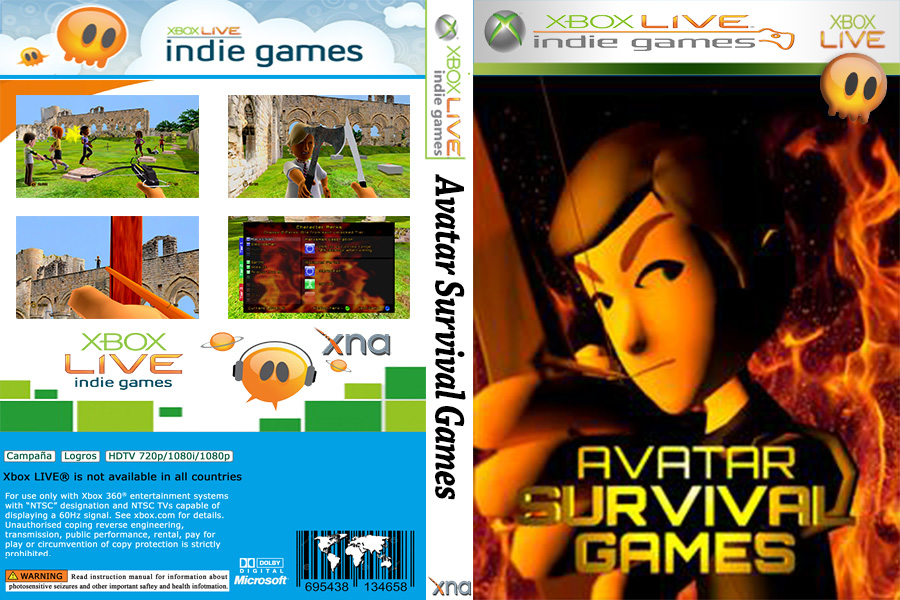 XBOX LIVE
indie games
XBOX LIVE
indie games
xna
Campaña
Logros
HDTV 720p/1080i/1080p
Xbox LIVE® is not available in all countries
For use only with Xbox 360® entertainment systems
with “NTSC” designation and NTSC TVs capable of
displaying a 60Hz signal. See xbox.com for details.
Unauthorised coping reverse engineering,
transmission, public performance, rental, pay for
play or circumvention of copy protection is strictly
prohibited.
WARNING Read instruction manual for information about
photosensitive seizures and other important saftey and health infotmation.
DOLBY
DIGITAL
Microsoft
695438 134658
XBOX LIVE
indie games
Avatar Survival Games
xna
XBOX LIVE
indie games
XBOX
LIVE
AVATAR
SURVIVAL
GAMES